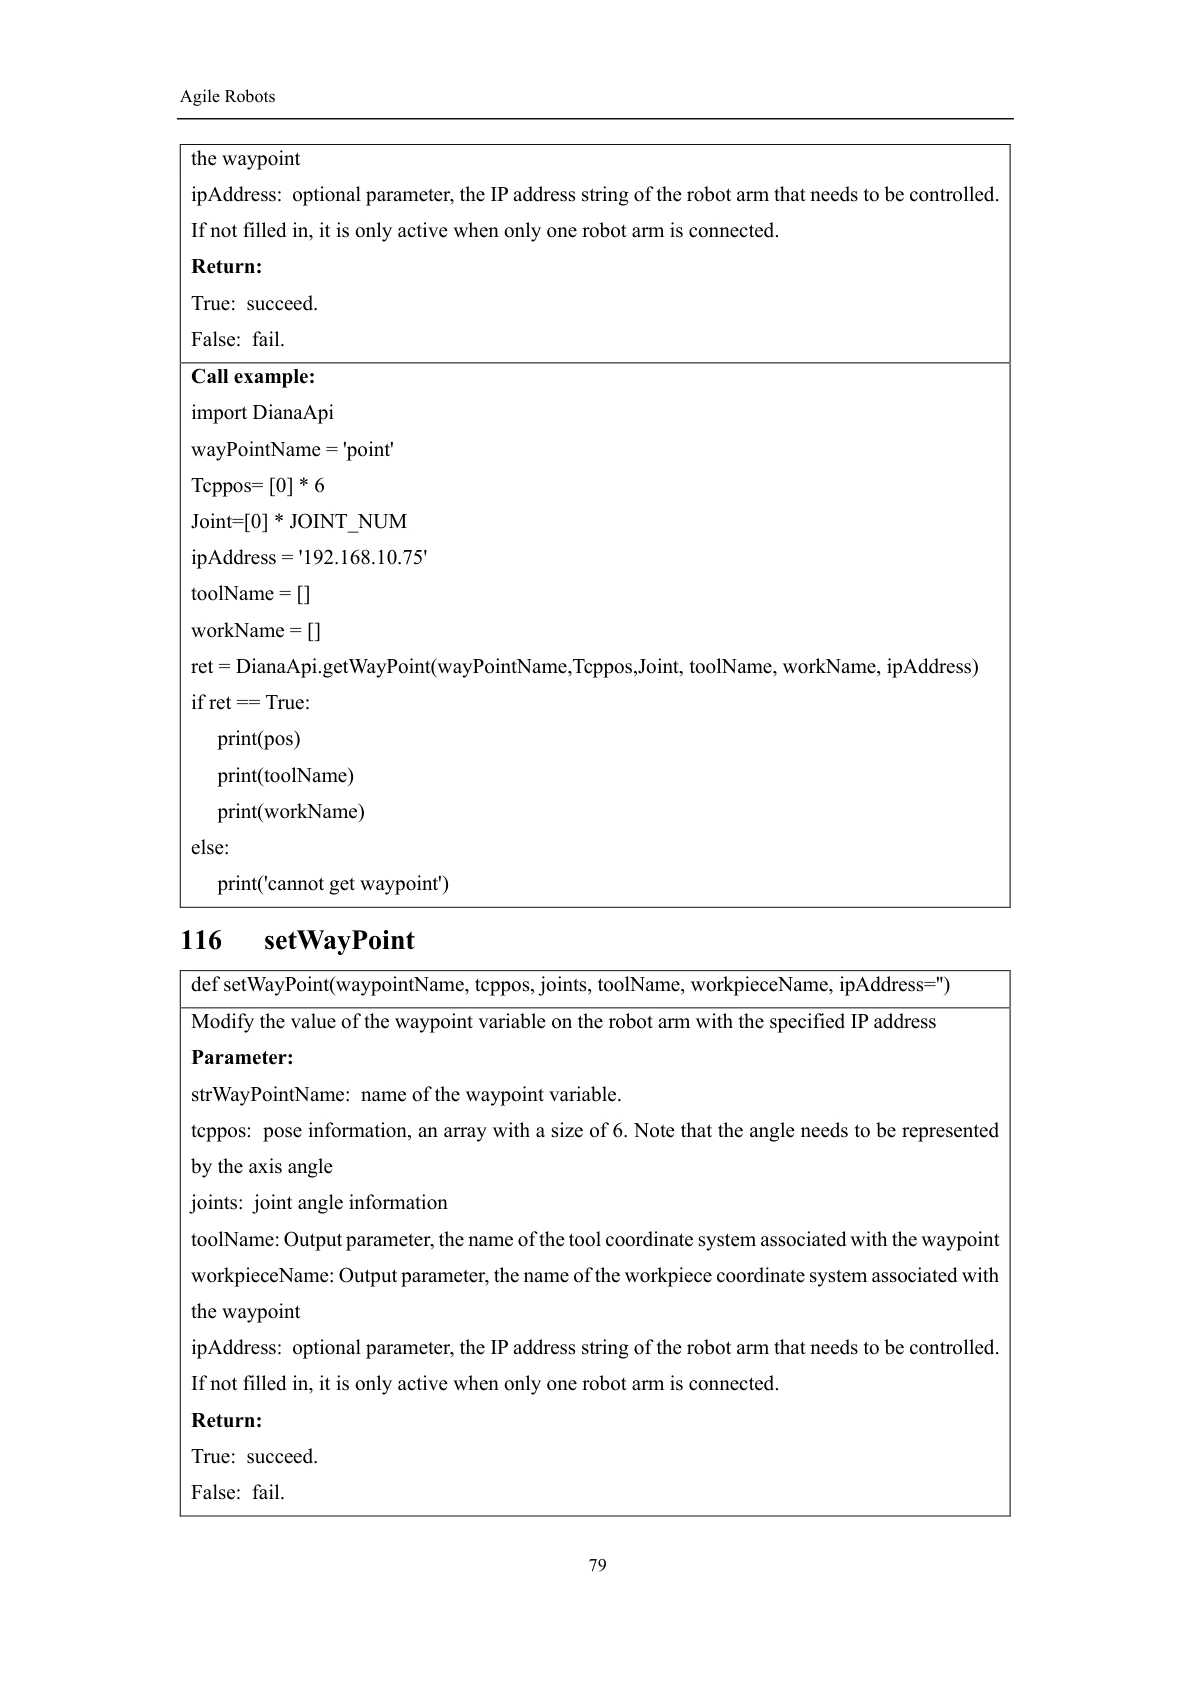 Agile Robots
the waypoint
ipAddress: optional parameter, the IP address string of the robot arm that needs to be controlled.
If not filled in, it is only active when only one robot arm is connected.
Return:
True: succeed.
False: fail.
Call example:
import DianaApi
wayPointName = 'point'
Tcppos= [0] * 6
Joint=[0] * JOINT_NUM
ipAddress = '192.168.10.75'
toolName = []
workName = []
ret = DianaApi.getWayPoint(wayPointName,Tcppos,Joint, toolName, workName, ipAddress)
if ret == True:
print(pos)
print(toolName)
print(workName)
else:
print('cannot get waypoint')
116 setWayPoint
def setWayPoint(waypointName, tcppos, joints, toolName, workpieceName, ipAddress='')
Modify the value of the waypoint variable on the robot arm with the specified IP address
Parameter:
strWayPointName: name of the waypoint variable.
tcppos: pose information, an array with a size of 6. Note that the angle needs to be represented
by the axis angle
joints: joint angle information
toolName: Output parameter, the name of the tool coordinate system associated with the waypoint
workpieceName: Output parameter, the name of the workpiece coordinate system associated with
the waypoint
ipAddress: optional parameter, the IP address string of the robot arm that needs to be controlled.
If not filled in, it is only active when only one robot arm is connected.
Return:
True: succeed.
False: fail.
79